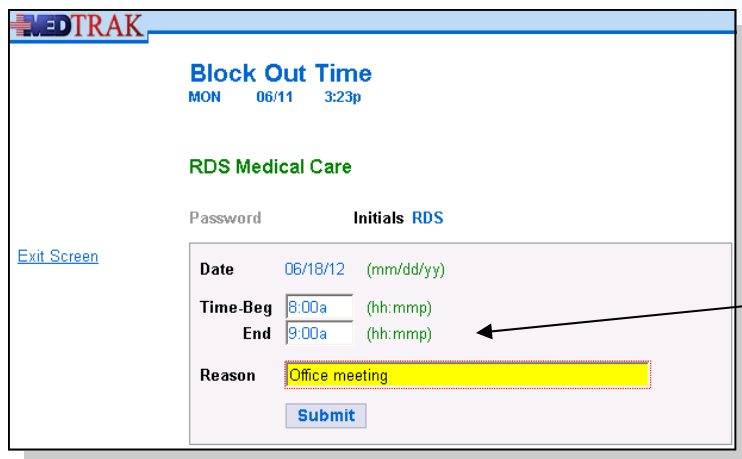 MEDTRAK
Block Out Time
MON 06/11 3:23p
RDS Medical Care
Password Initials RDS
Exit Screen
Date 06/18/12 (mm/dd/yy)
Time-Beg 8:00a (hh:mmp)
End 9:00a (hh:mmp)
Reason Office meeting
Submit